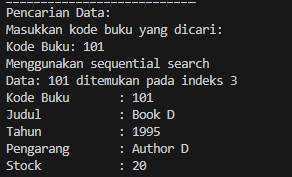 Pencarian Data:
Masukkan kode buku yang dicari:
Kode Buku: 101
Menggunakan sequential search
Data: 101 ditemukan pada indeks 3
Kode Buku : 101
Judul : Book D
Tahun : 1995
Pengarang : Author D
Stock : 20